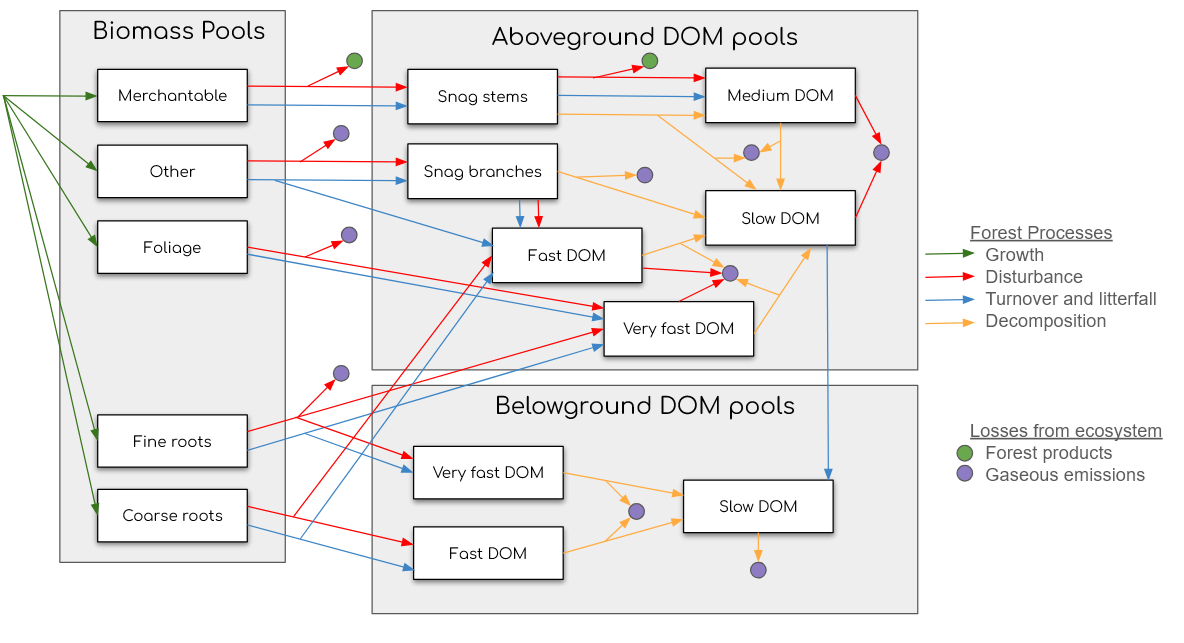 Biomass Pools
Merchantable
Other
Foliage
Fine roots
Coarse roots
Aboveground DOM pools
Snag stems
Medium DOM
Snag branches
Slow DOM
Fast DOM
Very fast DOM
Belowground DOM pools
Very fast DOM
Slow DOM
Fast DOM
Forest Processes
Growth
Disturbance
Turnover and litterfall
Decomposition
Losses from ecosystem
Forest products
Gaseous emissions